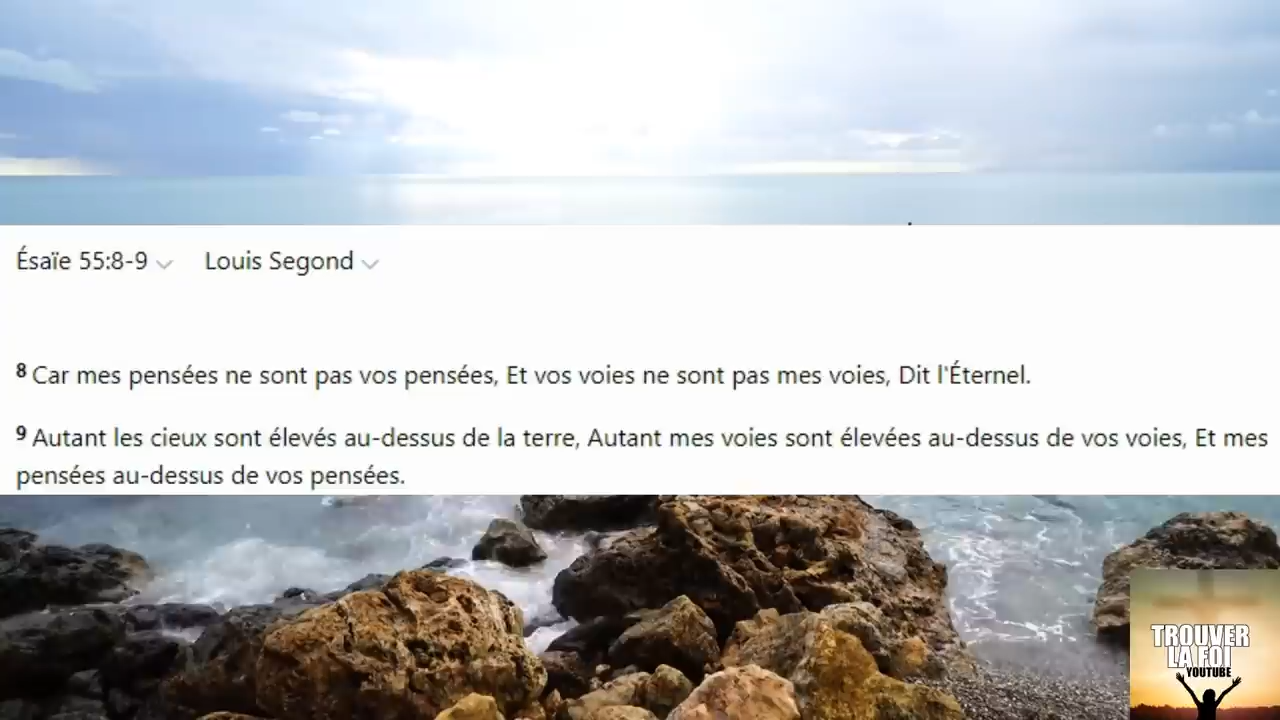 Ésaïe 55:8-9 Louis Segond
8 Car mes pensées ne sont pas vos pensées, Et vos voies ne sont pas mes voies, Dit l'Éternel.
9 Autant les cieux sont élevés au-dessus de la terre, Autant mes voies sont élevées au-dessus de vos voies, Et mes
pensées au-dessus de vos pensées.
TROUVER
LA FOI
YOUTUBE